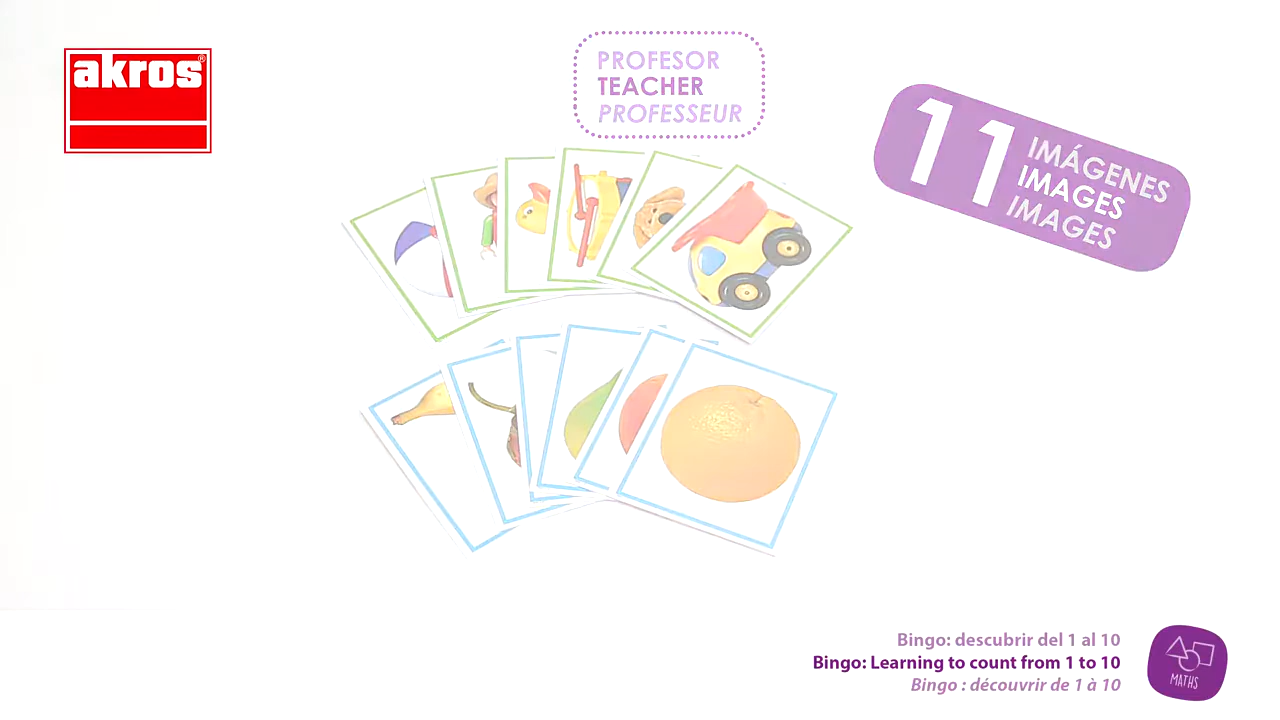 akros®
PROFESOR
TEACHER
PROFESSEUR
11
IMÁGENES
IMAGES
IMAGES
Bingo: descubrir del 1 al 10
Bingo: Learning to count from 1 to 10
Bingo : découvrir de 1 à 10
MATHS